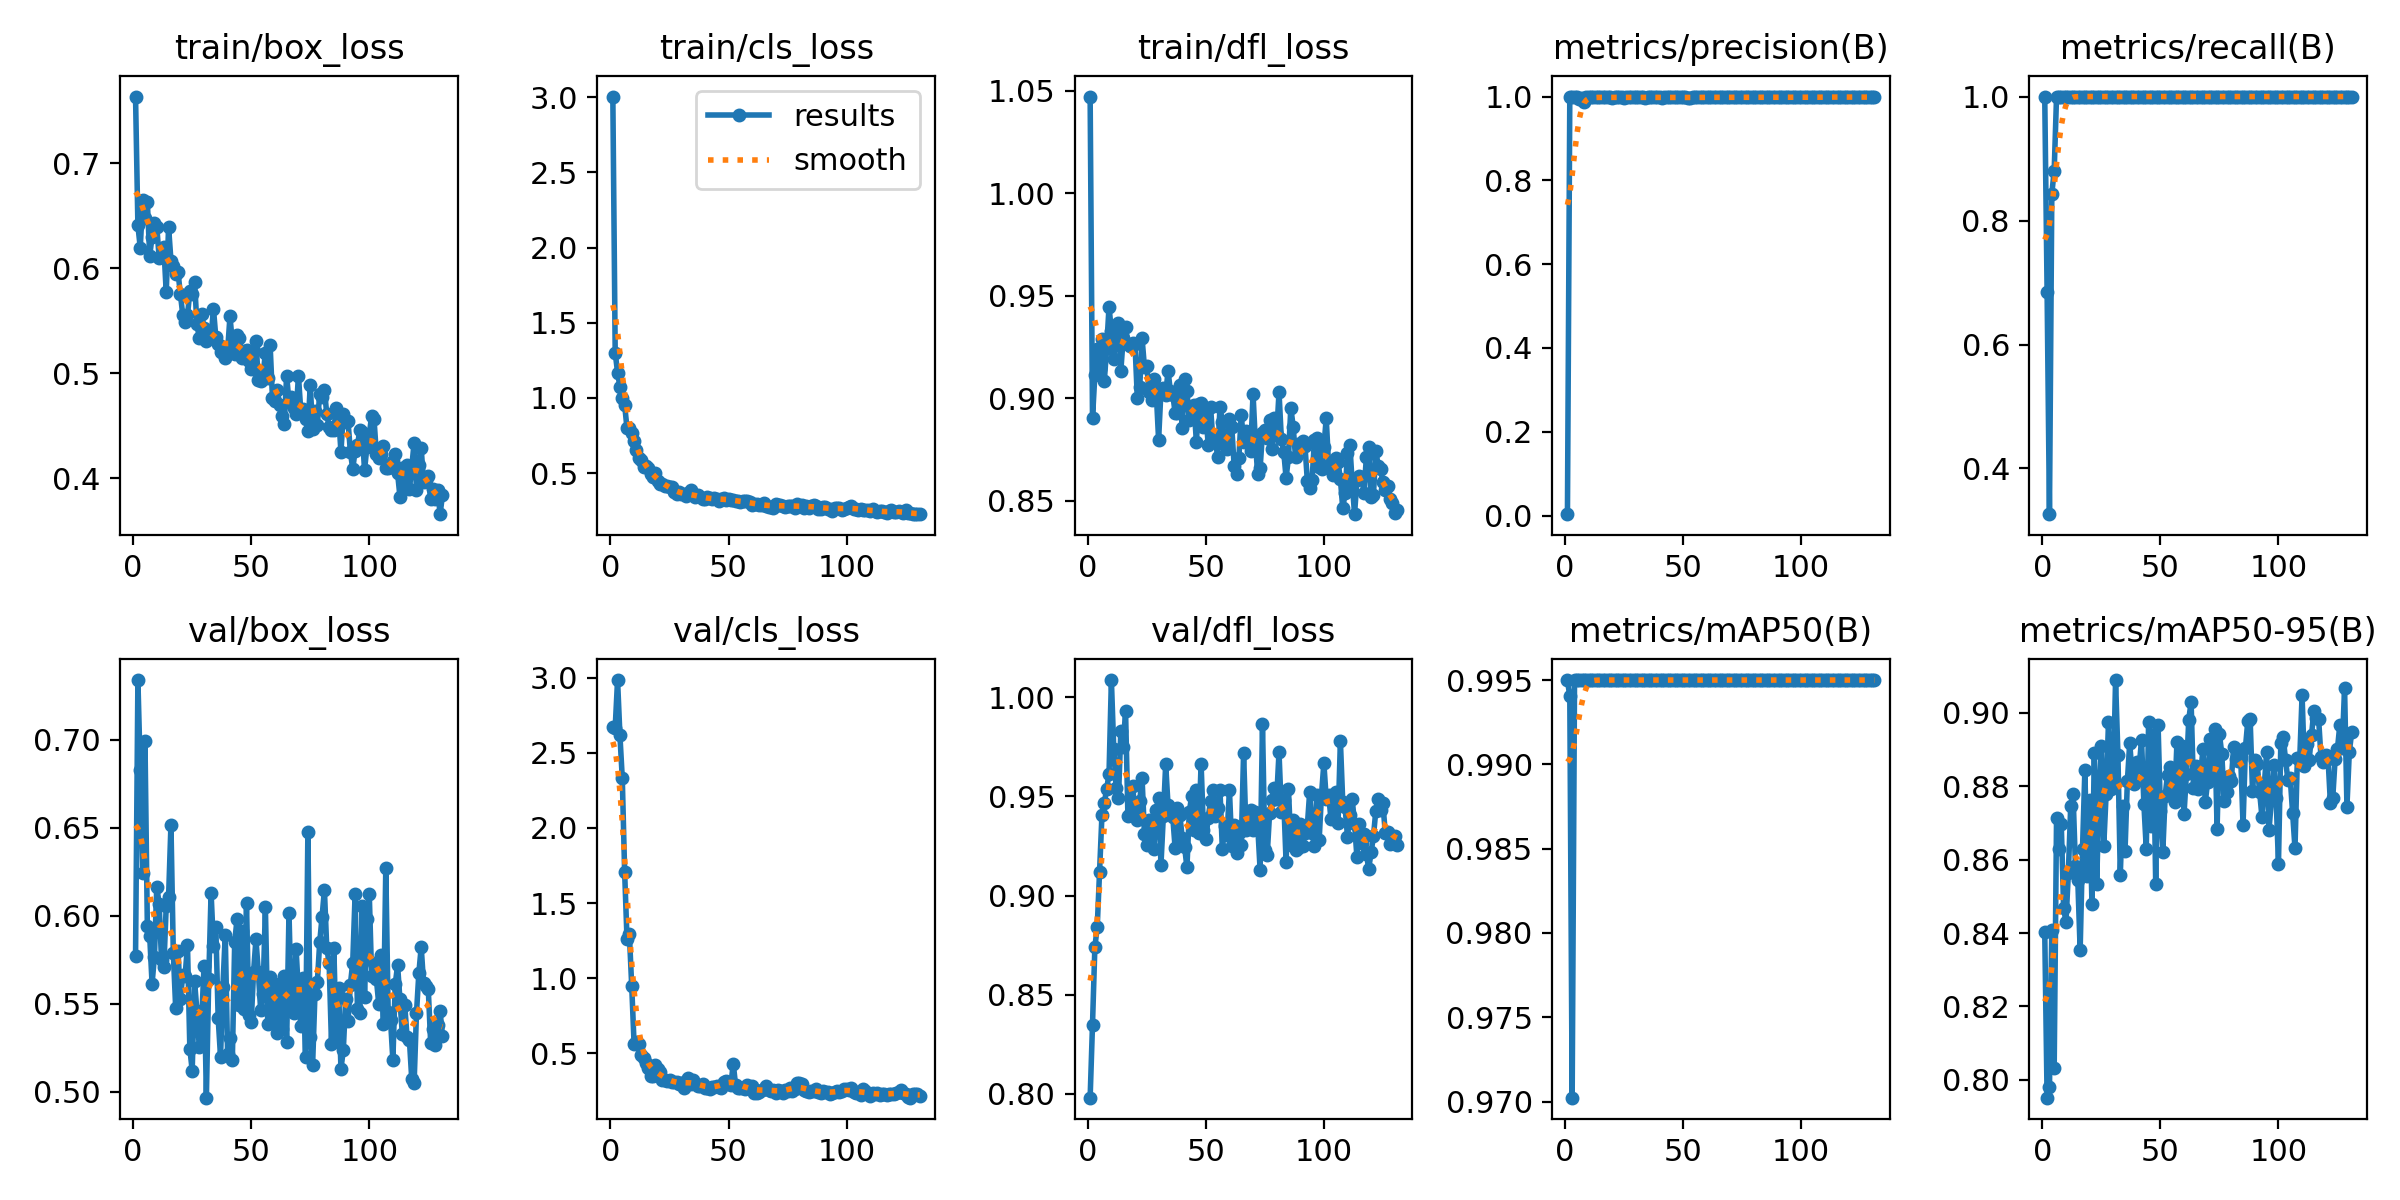 train/box_loss
0.7
0.6
0.5
0.4
0 50 100
train/cls_loss
results
smooth
3.0
2.5
2.0
1.5
1.0
0.5
0 50 100
train/dfl_loss
1.05
1.00
0.95
0.90
0.85
0 50 100
metrics/precision(B)
1.0
0.8
0.6
0.4
0.2
0.0
0 50 100
metrics/recall(B)
1.0
0.8
0.6
0.4
0 50 100
val/box_loss
0.70
0.65
0.60
0.55
0.50
0 50 100
val/cls_loss
3.0
2.5
2.0
1.5
1.0
0.5
0 50 100
val/dfl_loss
1.00
0.95
0.90
0.85
0.80
0 50 100
metrics/mAP50(B)
0.995
0.990
0.985
0.980
0.975
0.970
0 50 100
metrics/mAP50-95(B)
0.90
0.88
0.86
0.84
0.82
0.80
0 50 100